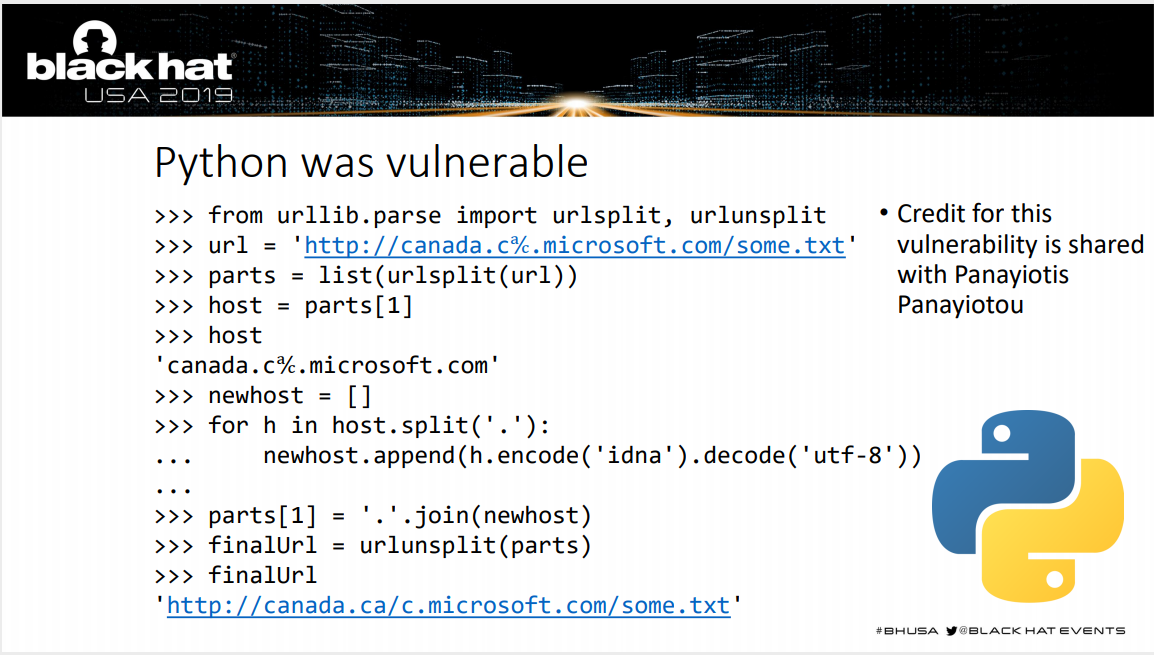 black hat®
USA 2019
Python was vulnerable
>>> from urllib.parse import urlsplit, urlunsplit
>>> url = 'http://canada.c℀.microsoft.com/some.txt'
>>> parts = list(urlsplit(url))
>>> host = parts[1]
>>> host
'canada.c℀.microsoft.com'
>>> newhost = []
>>> for h in host.split('.'):
...     newhost.append(h.encode('idna').decode('utf-8'))
...
>>> parts[1] = '.'.join(newhost)
>>> finalUrl = urlunsplit(parts)
>>> finalUrl
'http://canada.ca/c.microsoft.com/some.txt'
• Credit for this
vulnerability is shared
with Panayiotis
Panayiotou
#BHUSA @BLACK HAT EVENTS